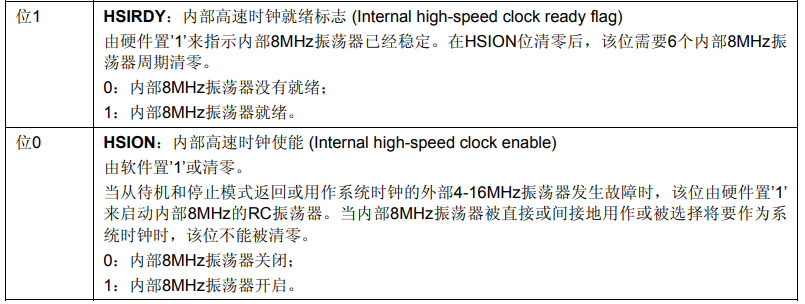 位1
HSIRDY：内部高速时钟就绪标志 (Internal high-speed clock ready flag)
由硬件置'1'来指示内部8MHz振荡器已经稳定。在HSION位清零后，该位需要6个内部8MHz振
荡器周期清零。
0：内部8MHz振荡器没有就绪；
1：内部8MHz振荡器就绪。
位0
HSION：内部高速时钟使能 (Internal high-speed clock enable)
由软件置'1'或清零。
当从待机和停止模式返回或用作系统时钟的外部4-16MHz振荡器发生故障时，该位由硬件置'1'
来启动内部8MHz的RC振荡器。当内部8MHz振荡器被直接或间接地用作或被选择将要作为系
统时钟时，该位不能被清零。
0：内部8MHz振荡器关闭；
1：内部8MHz振荡器开启。